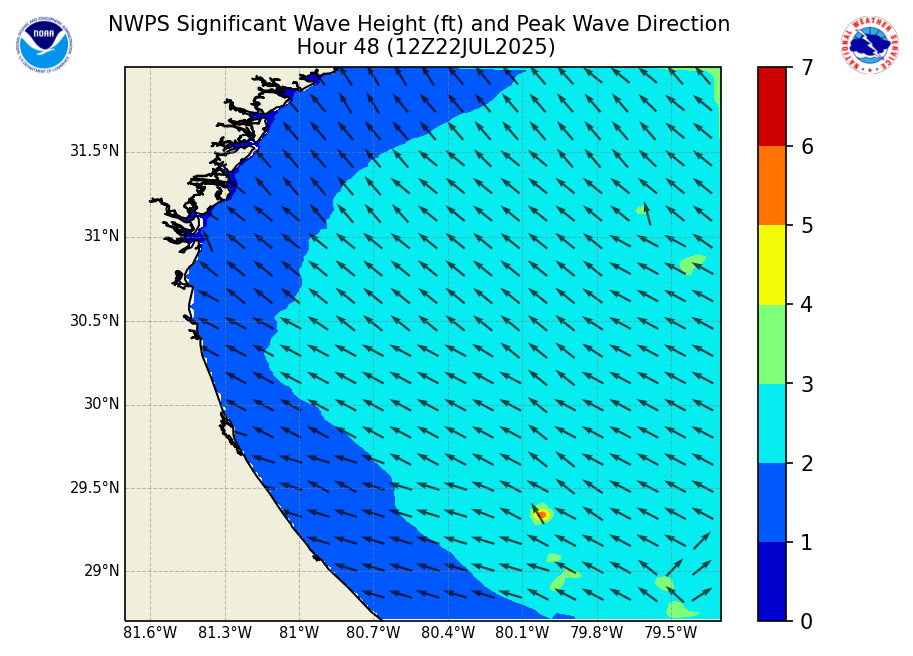 NWPS Significant Wave Height (ft) and Peak Wave Direction
Hour 48 (12Z22JUL2025)
NOAA
NATIONAL WEATHER SERVICE
31.5°N
31°N
30.5°N
30°N
29.5°N
29°N
81.6°W 81.3°W 81°W 80.7°W 80.4°W 80.1°W 79.8°W 79.5°W
7
6
5
4
3
2
1
0